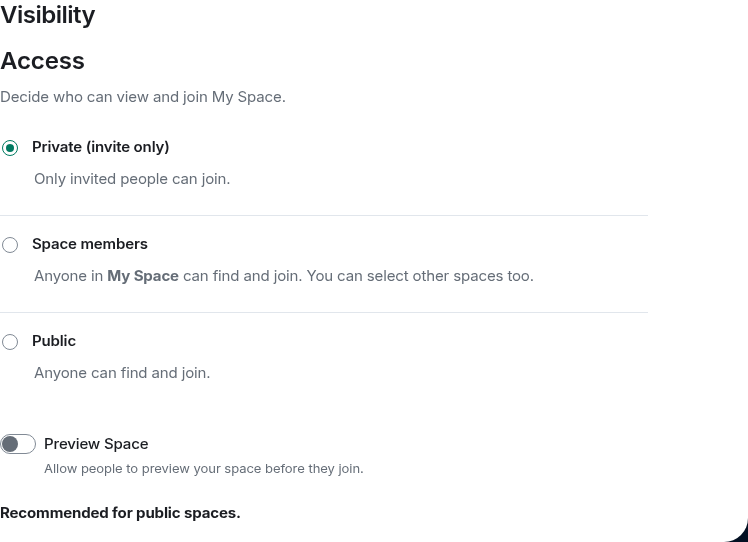 Visibility
Access
Decide who can view and join My Space.
Private (invite only)
Only invited people can join.
Space members
Anyone in My Space can find and join. You can select other spaces too.
Public
Anyone can find and join.
Preview Space
Allow people to preview your space before they join.
Recommended for public spaces.